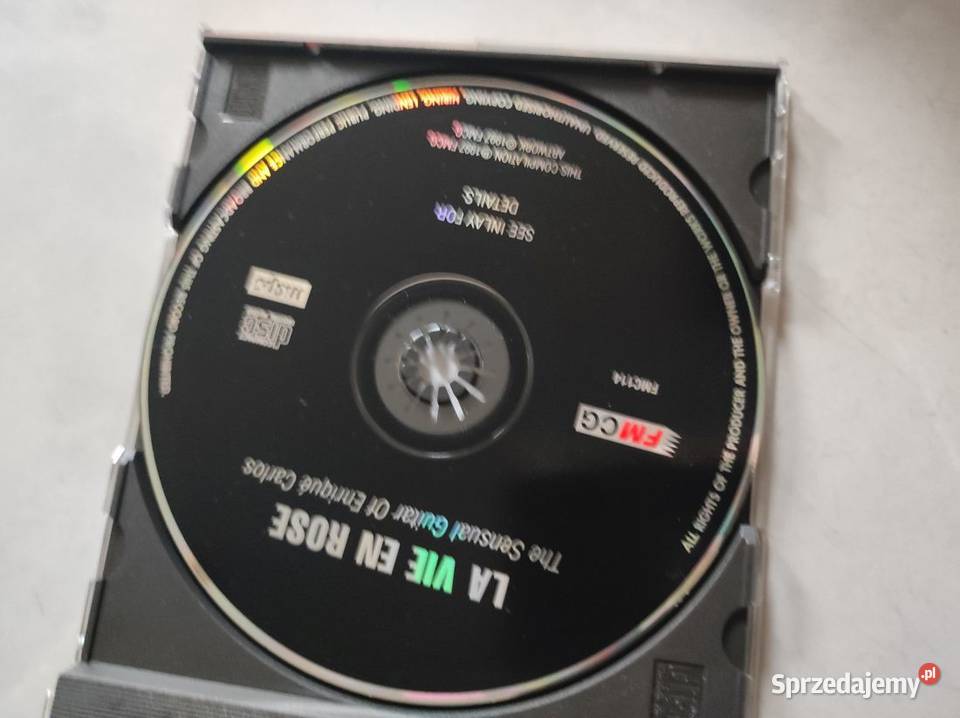 LA VIE EN ROSE
The Sensual Guitar Of Enriqué Carlos
FMCG
FMC114
disc
SEE INLAY FOR
DETAILS
THIS COMPILATION ℗1997 FMCG.
ARTWORK ©1997 FMCG.
ALL RIGHTS OF THE PRODUCER AND THE OWNER OF THE WORKS REPRODUCED RESERVED. UNAUTHORISED COPYING, HIRING, LENDING, PUBLIC PERFORMANCE AND BROADCASTING OF THIS RECORD PROHIBITED.
Sprzedajemy.pl